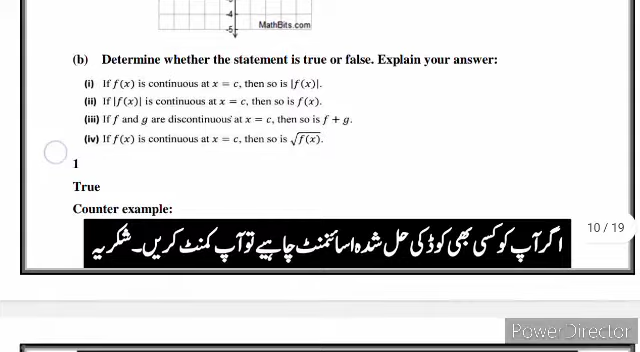 -4
-5
MathBits.com
(b) Determine whether the statement is true or false. Explain your answer:
(i) If f(x) is continuous at x = c, then so is |f(x)|.
(ii) If |f(x)| is continuous at x = c, then so is f(x).
(iii) If f and g are discontinuous at x = c, then so is f + g.
(iv) If f(x) is continuous at x = c, then so is √f(x).
1
True
Counter example:
اگر آپ کو کسی بھی کوڈ کی حل شدہ اسائنمنٹ چاہیے تو آپ کمنٹ کریں۔ شکریہ
10 / 19
PowerDirector